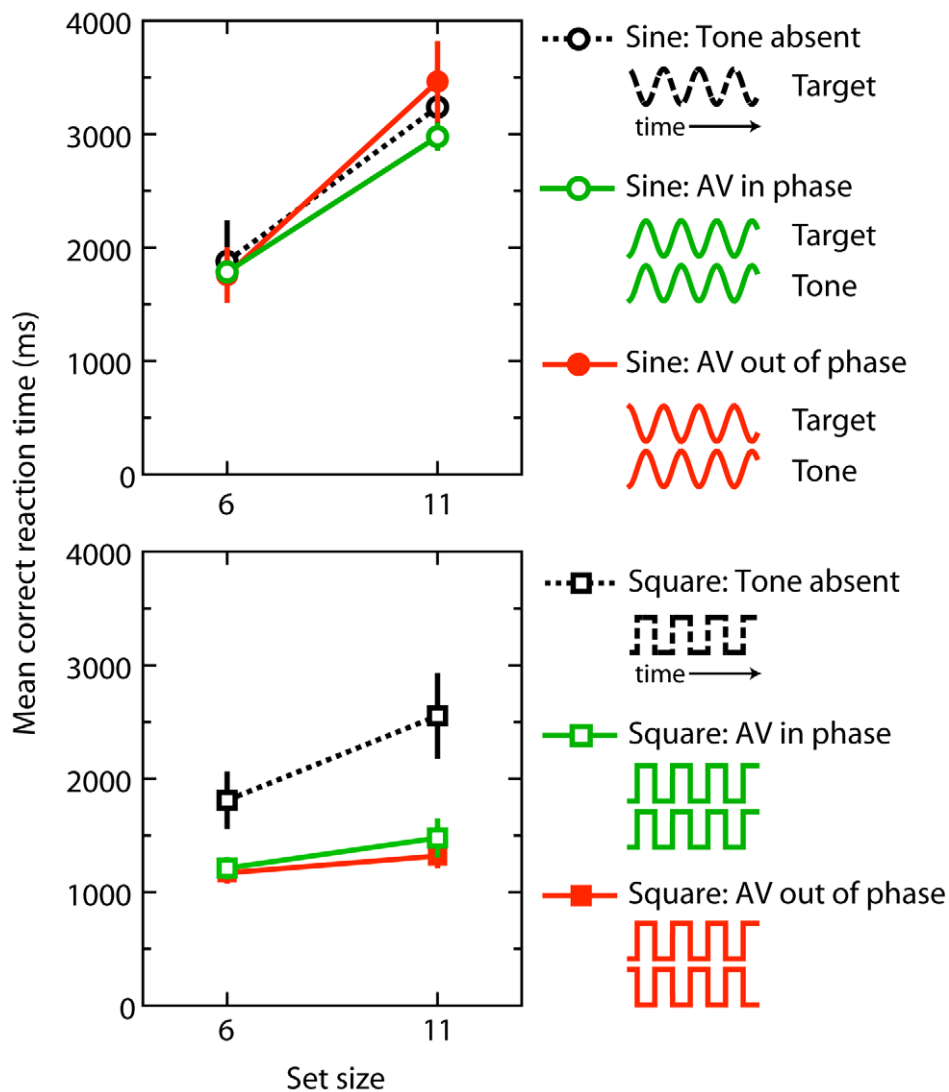 Mean correct reaction time (ms)
4000
3000
2000
1000
0
6
11
Sine: Tone absent
Target
time
Sine: AV in phase
Target
Tone
Sine: AV out of phase
Target
Tone
4000
3000
2000
1000
0
6
11
Set size
Square: Tone absent
time
Square: AV in phase
Square: AV out of phase